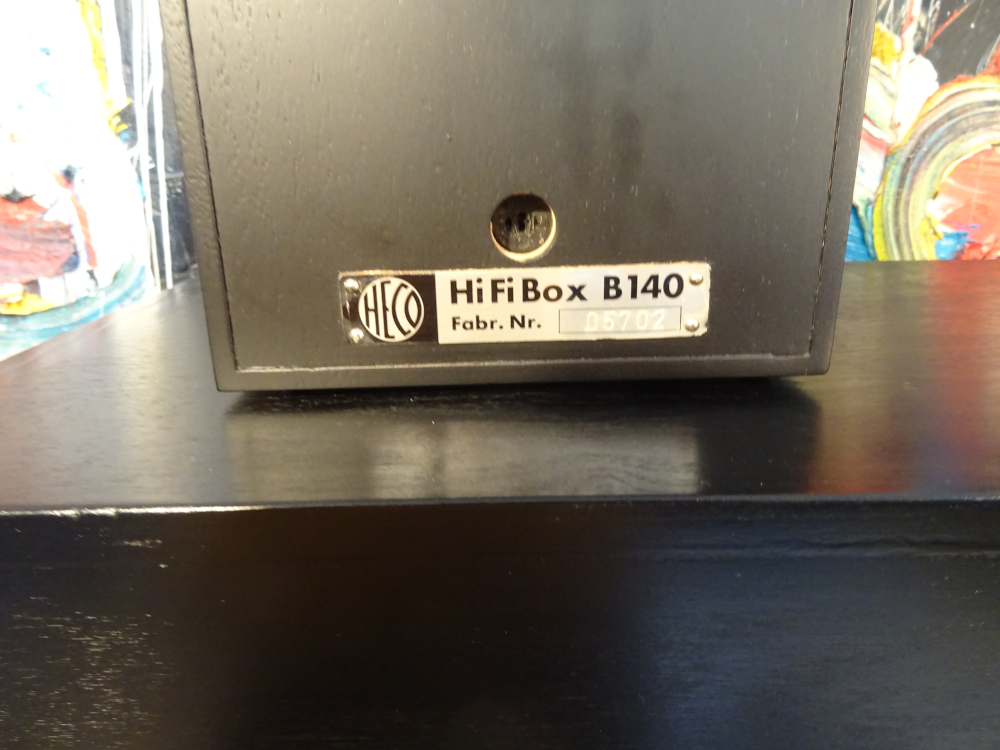 HECO
HiFiBox B140
Fabr. Nr. 05702